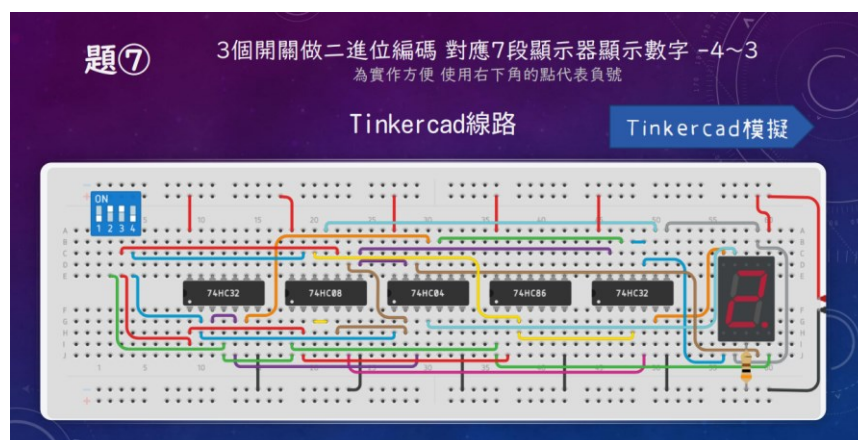 題⑦
3個開關做二進位編碼 對應7段顯示器顯示數字 -4～3
為實作方便 使用右下角的點代表負號
Tinkercad線路
Tinkercad模擬
ON
1 2 3 4
74HC32
74HC08
74HC04
74HC86
74HC32
2.